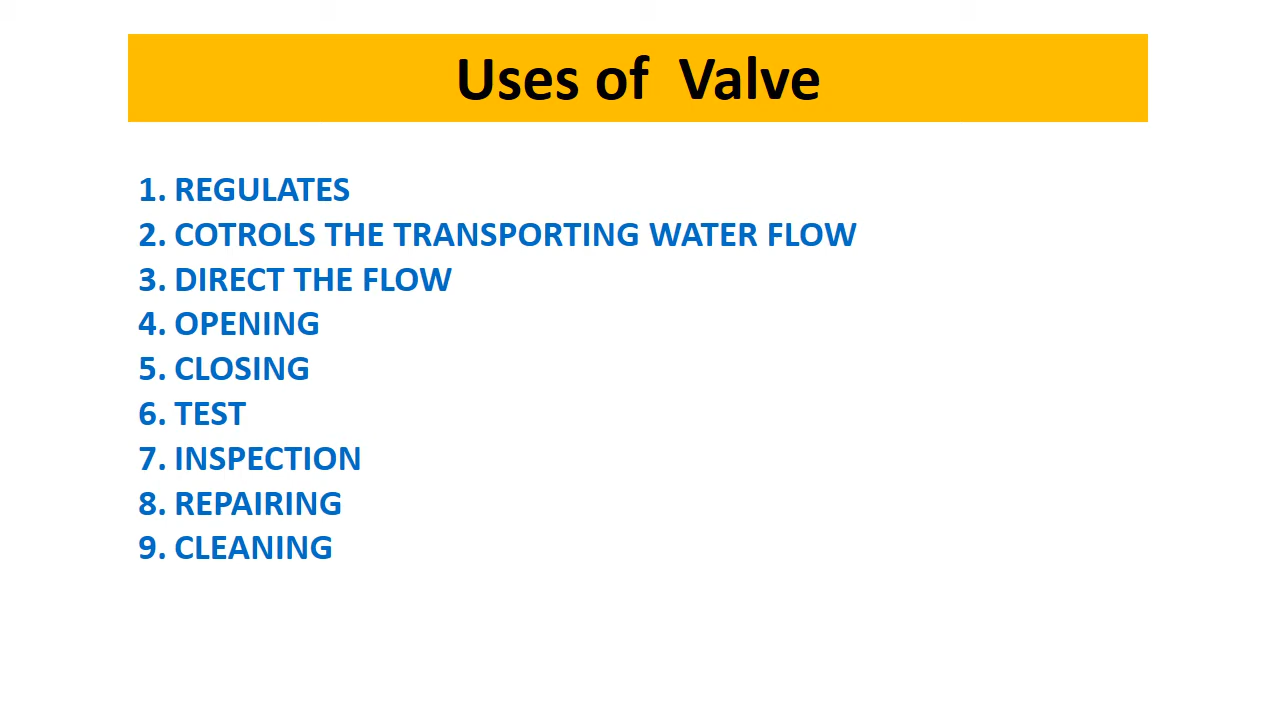 Uses of  Valve
1. REGULATES
2. COTROLS THE TRANSPORTING WATER FLOW
3. DIRECT THE FLOW
4. OPENING
5. CLOSING
6. TEST
7. INSPECTION
8. REPAIRING
9. CLEANING